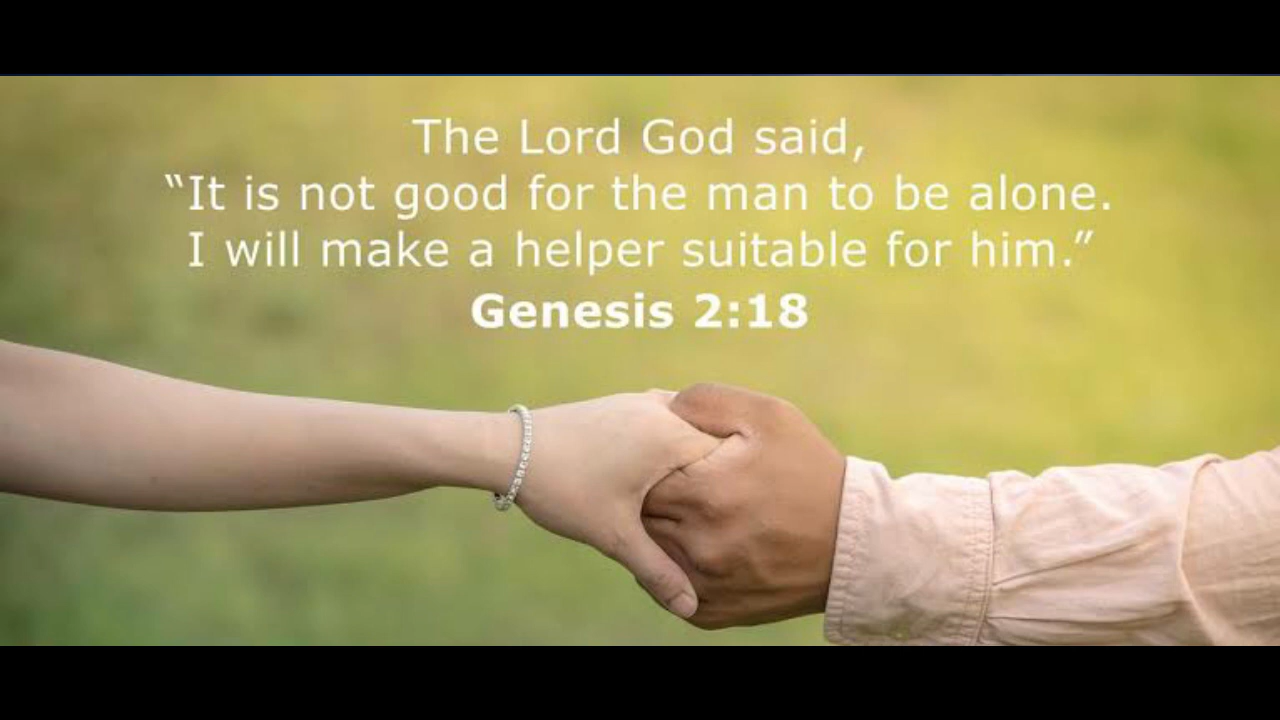 The Lord God said,
“It is not good for the man to be alone.
I will make a helper suitable for him.”
Genesis 2:18